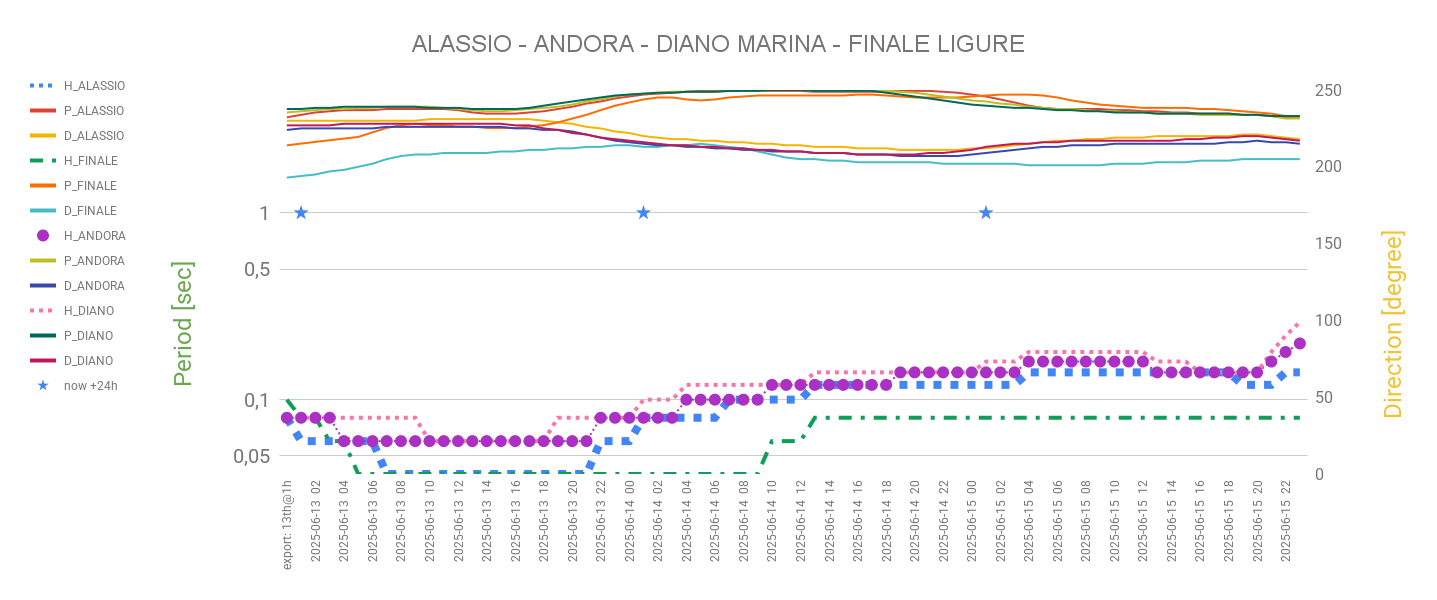 ALASSIO - ANDORA - DIANO MARINA - FINALE LIGURE
H_ALASSIO
P_ALASSIO
D_ALASSIO
H_FINALE
P_FINALE
D_FINALE
H_ANDORA
P_ANDORA
D_ANDORA
H_DIANO
P_DIANO
D_DIANO
now +24h
Period [sec]
1
0,5
0,1
0,05
250
200
150
100
50
0
Direction [degree]
export: 13th@1h
2025-06-13 02
2025-06-13 04
2025-06-13 06
2025-06-13 08
2025-06-13 10
2025-06-13 12
2025-06-13 14
2025-06-13 16
2025-06-13 18
2025-06-13 20
2025-06-13 22
2025-06-14 00
2025-06-14 02
2025-06-14 04
2025-06-14 06
2025-06-14 08
2025-06-14 10
2025-06-14 12
2025-06-14 14
2025-06-14 16
2025-06-14 18
2025-06-14 20
2025-06-14 22
2025-06-15 00
2025-06-15 02
2025-06-15 04
2025-06-15 06
2025-06-15 08
2025-06-15 10
2025-06-15 12
2025-06-15 14
2025-06-15 16
2025-06-15 18
2025-06-15 20
2025-06-15 22